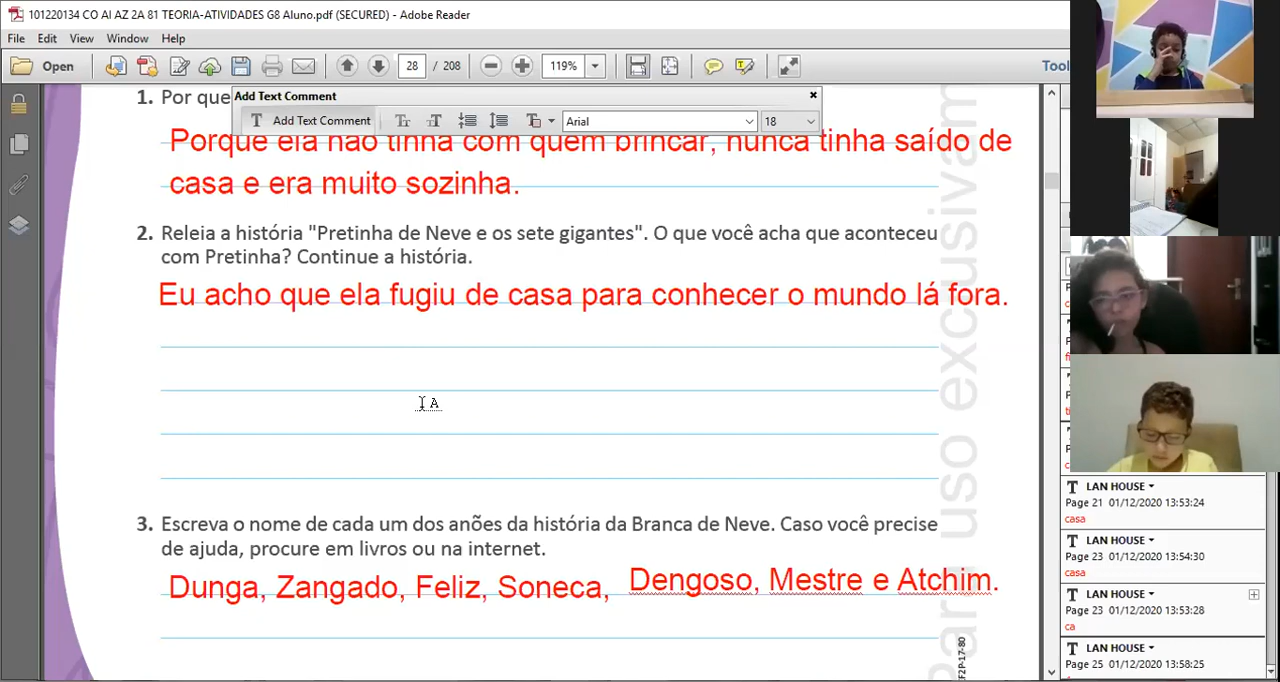 101220134 CO AI AZ 2A 81 TEORIA-ATIVIDADES G8 Aluno.pdf (SECURED) - Adobe Reader
File Edit View Window Help
Open 28 / 208 119% Tool
Add Text Comment
T Add Text Comment Arial 18
1. Por que
Porque ela não tinha com quem brincar, nunca tinha saído de
casa e era muito sozinha.
2. Releia a história "Pretinha de Neve e os sete gigantes". O que você acha que aconteceu
com Pretinha? Continue a história.
Eu acho que ela fugiu de casa para conhecer o mundo lá fora.
3. Escreva o nome de cada um dos anões da história da Branca de Neve. Caso você precise
de ajuda, procure em livros ou na internet.
Dunga, Zangado, Feliz, Soneca, Dengoso, Mestre e Atchim.
Para uso excusivam
EF2P-17-80
LAN HOUSE
Page 21 01/12/2020 13:53:24
casa
LAN HOUSE
Page 23 01/12/2020 13:54:30
casa
LAN HOUSE
Page 23 01/12/2020 13:53:28
ca
LAN HOUSE
Page 25 01/12/2020 13:58:25